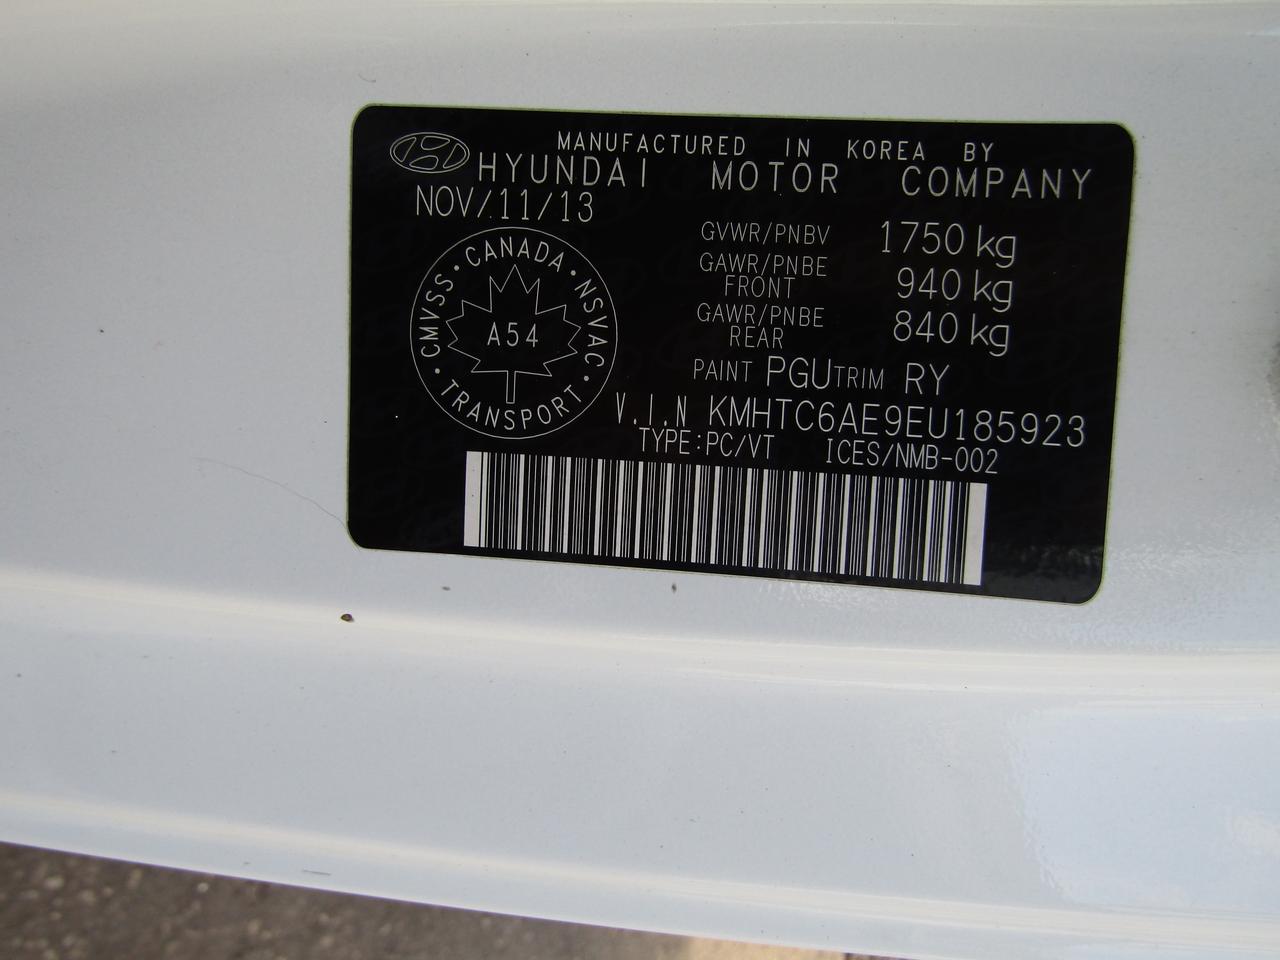 MANUFACTURED IN KOREA BY
HYUNDAI MOTOR COMPANY
NOV/11/13
GVWR/PNBV 1750 kg
GAWR/PNBE FRONT 940 kg
GAWR/PNBE REAR 840 kg
CMVSS · CANADA · NSVAC · TRANSPORT ·
A54
PAINT PGU TRIM RY
V.I.N KMHTC6AE9EU185923
TYPE:PC/VT ICES/NMB-002